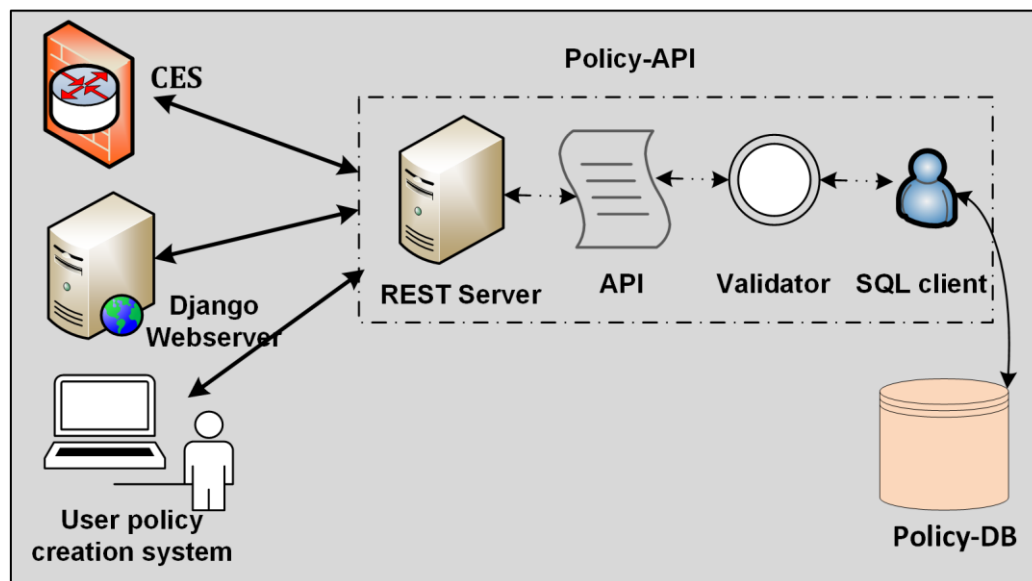 CES
Policy-API
REST Server
API
Validator
SQL client
Django
Webserver
User policy
creation system
Policy-DB